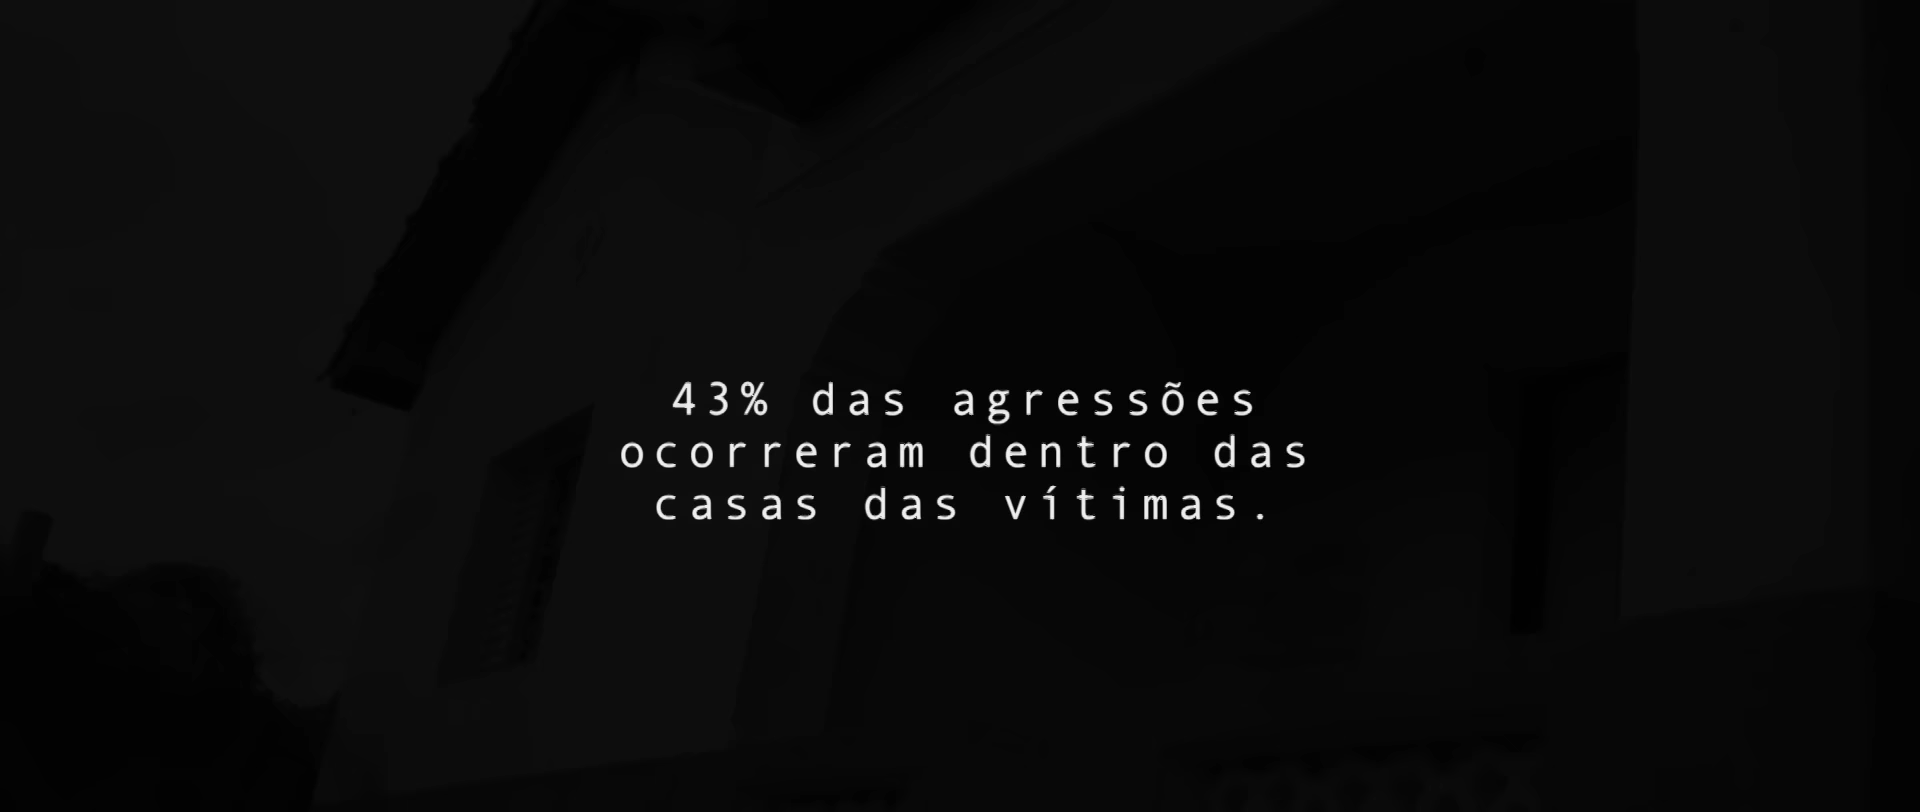 43% das agressões
ocorreram dentro das
casas das vítimas.